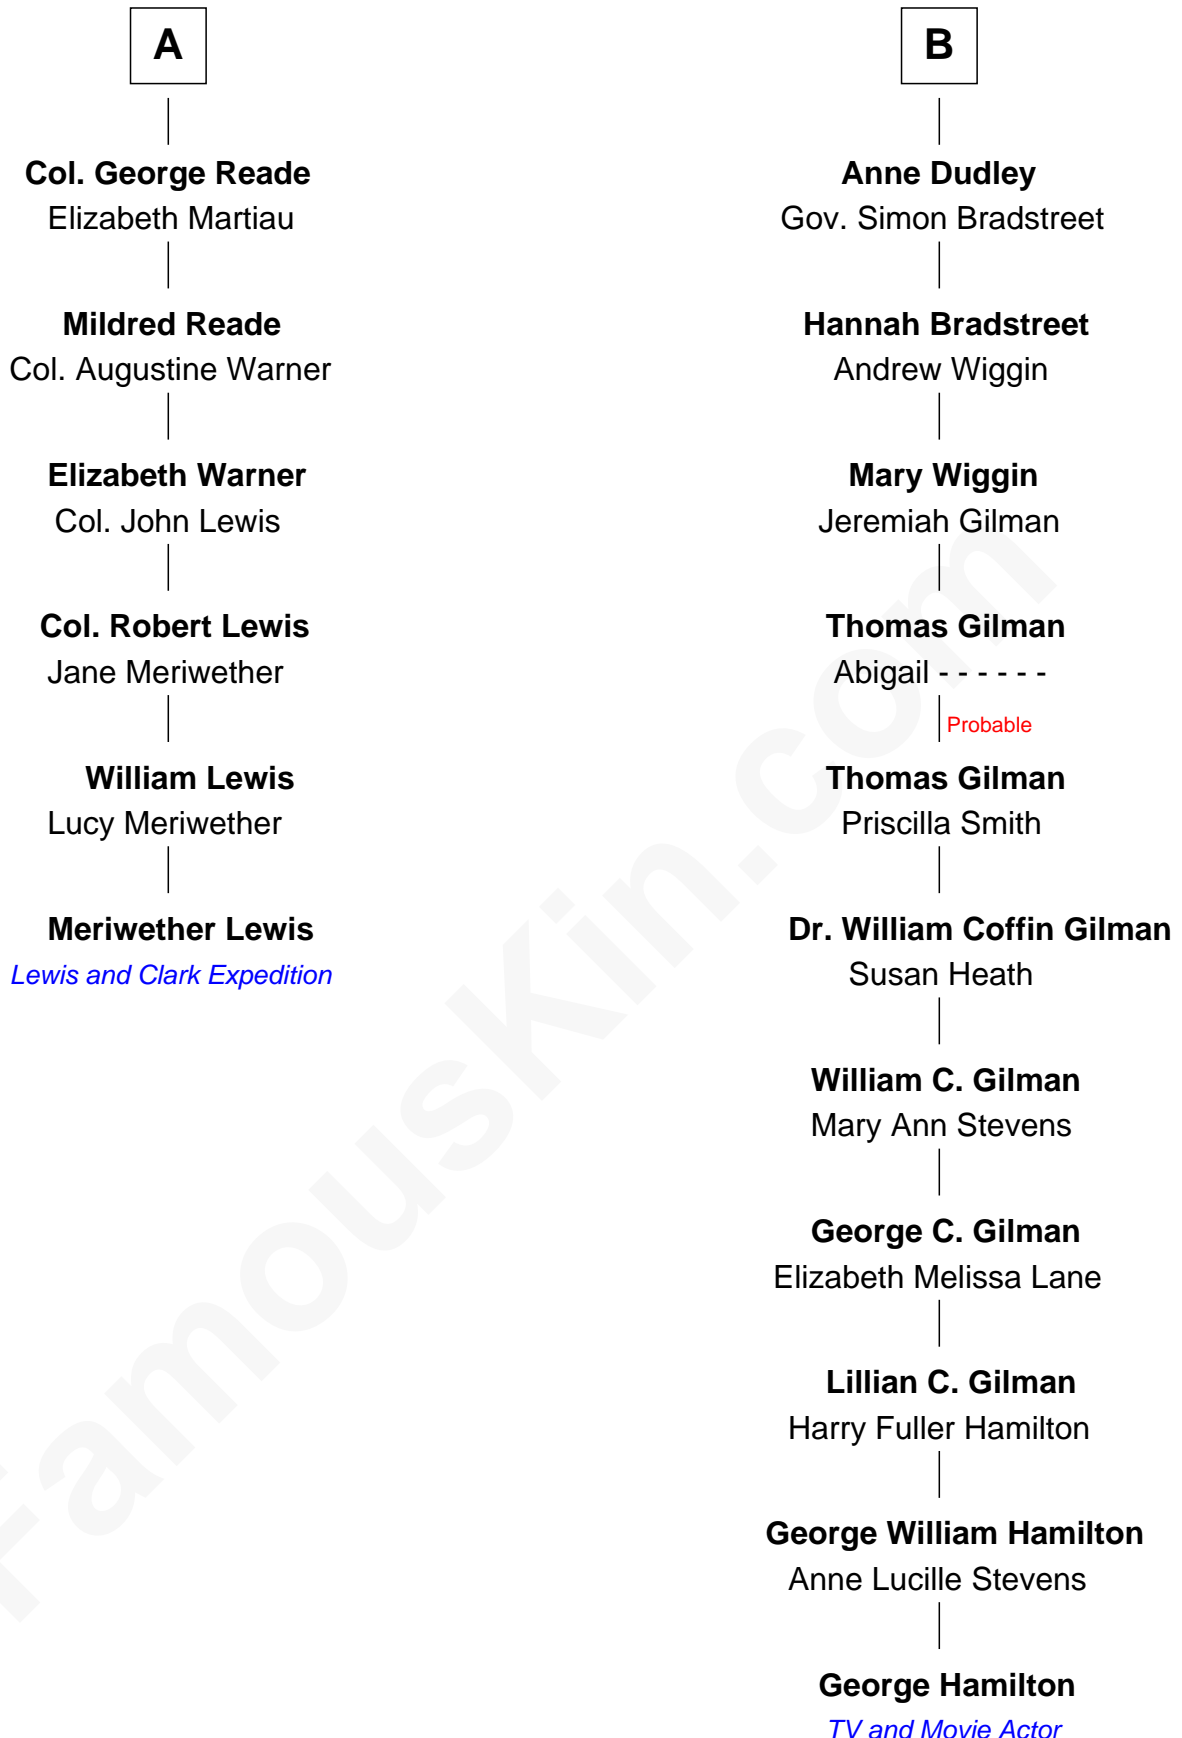 A
Col. George Reade
Elizabeth Martiau
Mildred Reade
Col. Augustine Warner
Elizabeth Warner
Col. John Lewis
Col. Robert Lewis
Jane Meriwether
William Lewis
Lucy Meriwether
Meriwether Lewis
Lewis and Clark Expedition
B
Anne Dudley
Gov. Simon Bradstreet
Hannah Bradstreet
Andrew Wiggin
Mary Wiggin
Jeremiah Gilman
Thomas Gilman
Abigail - - - - - -
Probable
Thomas Gilman
Priscilla Smith
Dr. William Coffin Gilman
Susan Heath
William C. Gilman
Mary Ann Stevens
George C. Gilman
Elizabeth Melissa Lane
Lillian C. Gilman
Harry Fuller Hamilton
George William Hamilton
Anne Lucille Stevens
George Hamilton
TV and Movie Actor
FamousKin.com